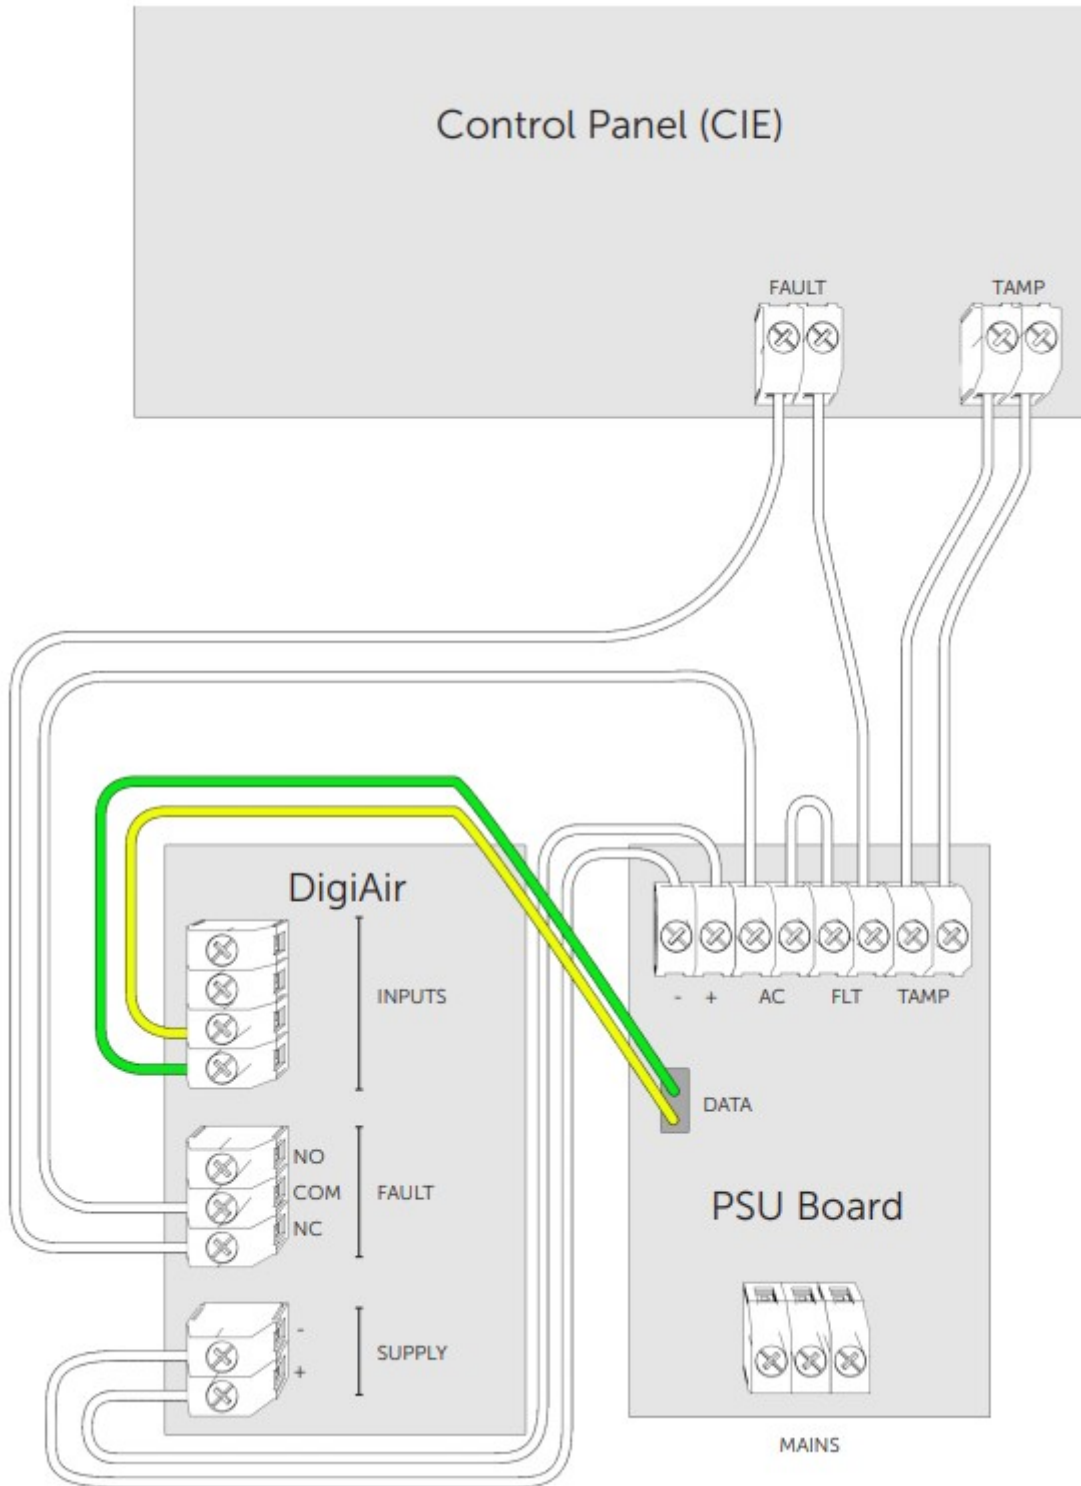 Control Panel (CIE)
FAULT
TAMP
DigiAir
INPUTS
- + AC FLT TAMP
DATA
NO
COM
NC
FAULT
PSU Board
-
+
SUPPLY
MAINS